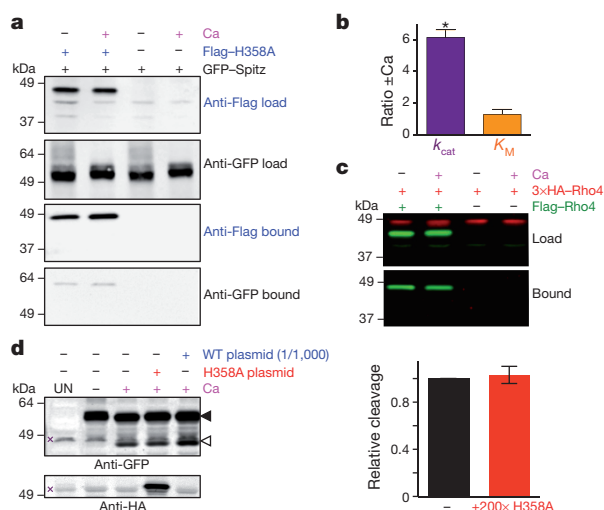 a
− + − + Ca
+ + − − Flag–H358A
kDa + + + + GFP–Spitz
49
37
Anti-Flag load
64
49
Anti-GFP load
49
37
Anti-Flag bound
64
49
Anti-GFP bound
b
Ratio ±Ca
6
4
2
0
*
kcat
KM
c
− + − + Ca
+ + + + 3×HA–Rho4
kDa + + − − Flag–Rho4
49
37
Load
49
37
Bound
d
− − − − + WT plasmid (1/1,000)
− − − + − H358A plasmid
kDa UN − + + + Ca
64
49
×
Anti-GFP
49
×
Anti-HA
Relative cleavage
0.8
0.4
0
−
+200× H358A